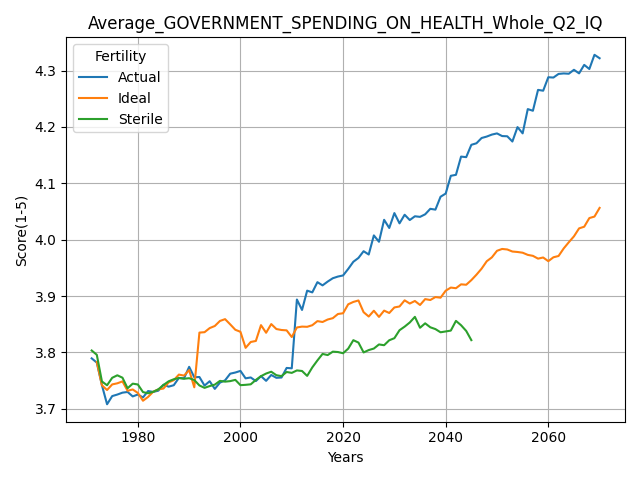 Average_GOVERNMENT_SPENDING_ON_HEALTH_Whole_Q2_IQ
Fertility
Actual
Ideal
Sterile
4.3
4.2
4.1
4.0
3.9
3.8
3.7
Score(1-5)
1980
2000
2020
2040
2060
Years